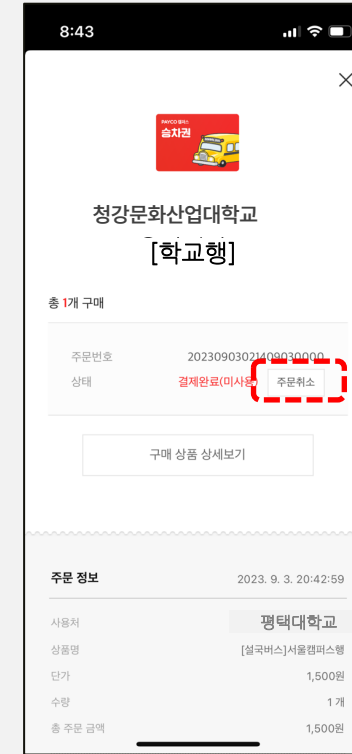 8:43
PAYCO 캠퍼스
승차권
청강문화산업대학교
[학교행]
총 1개 구매
주문번호 20230903021409030000
상태 결제완료(미사용) 주문취소
구매 상품 상세보기
주문 정보 2023. 9. 3. 20:42:59
사용처 평택대학교
상품명 [설국버스]서울캠퍼스행
단가 1,500원
수량 1 개
총 주문 금액 1,500원